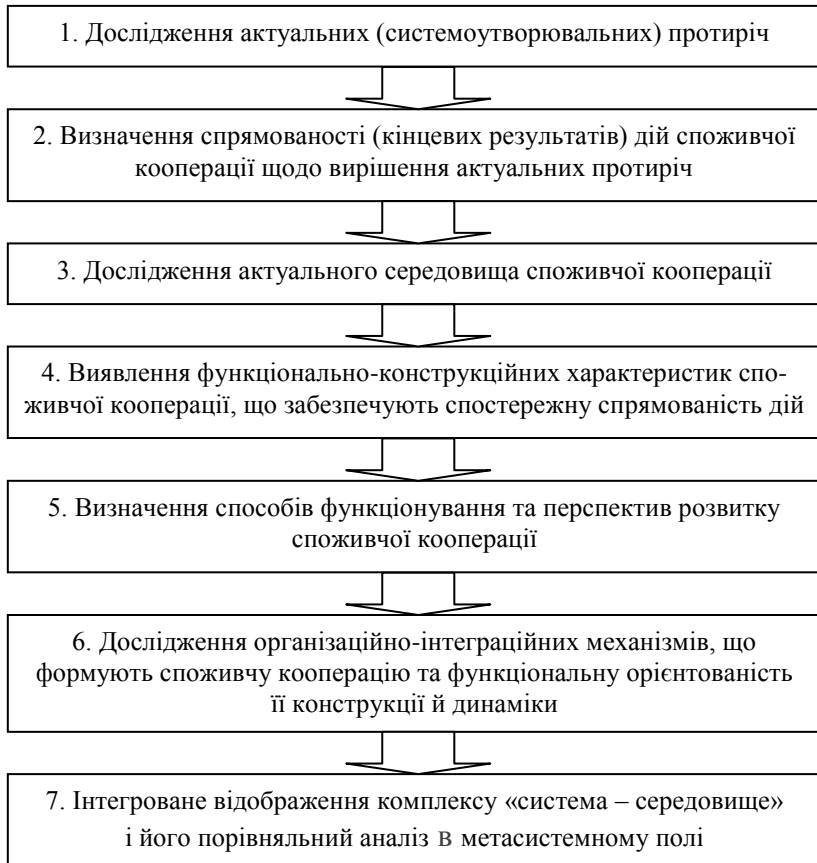 1. Дослідження актуальних (системоутворювальних) протиріч
2. Визначення спрямованості (кінцевих результатів) дій споживчої
кооперації щодо вирішення актуальних протиріч
3. Дослідження актуального середовища споживчої кооперації
4. Виявлення функціонально-конструкційних характеристик спо-
живчої кооперації, що забезпечують спостережну спрямованість дій
5. Визначення способів функціонування та перспектив розвитку
споживчої кооперації
6. Дослідження організаційно-інтеграційних механізмів, що
формують споживчу кооперацію та функціональну орієнтованість
її конструкції й динаміки
7. Інтегроване відображення комплексу «система – середовище»
і його порівняльний аналіз в метасистемному полі